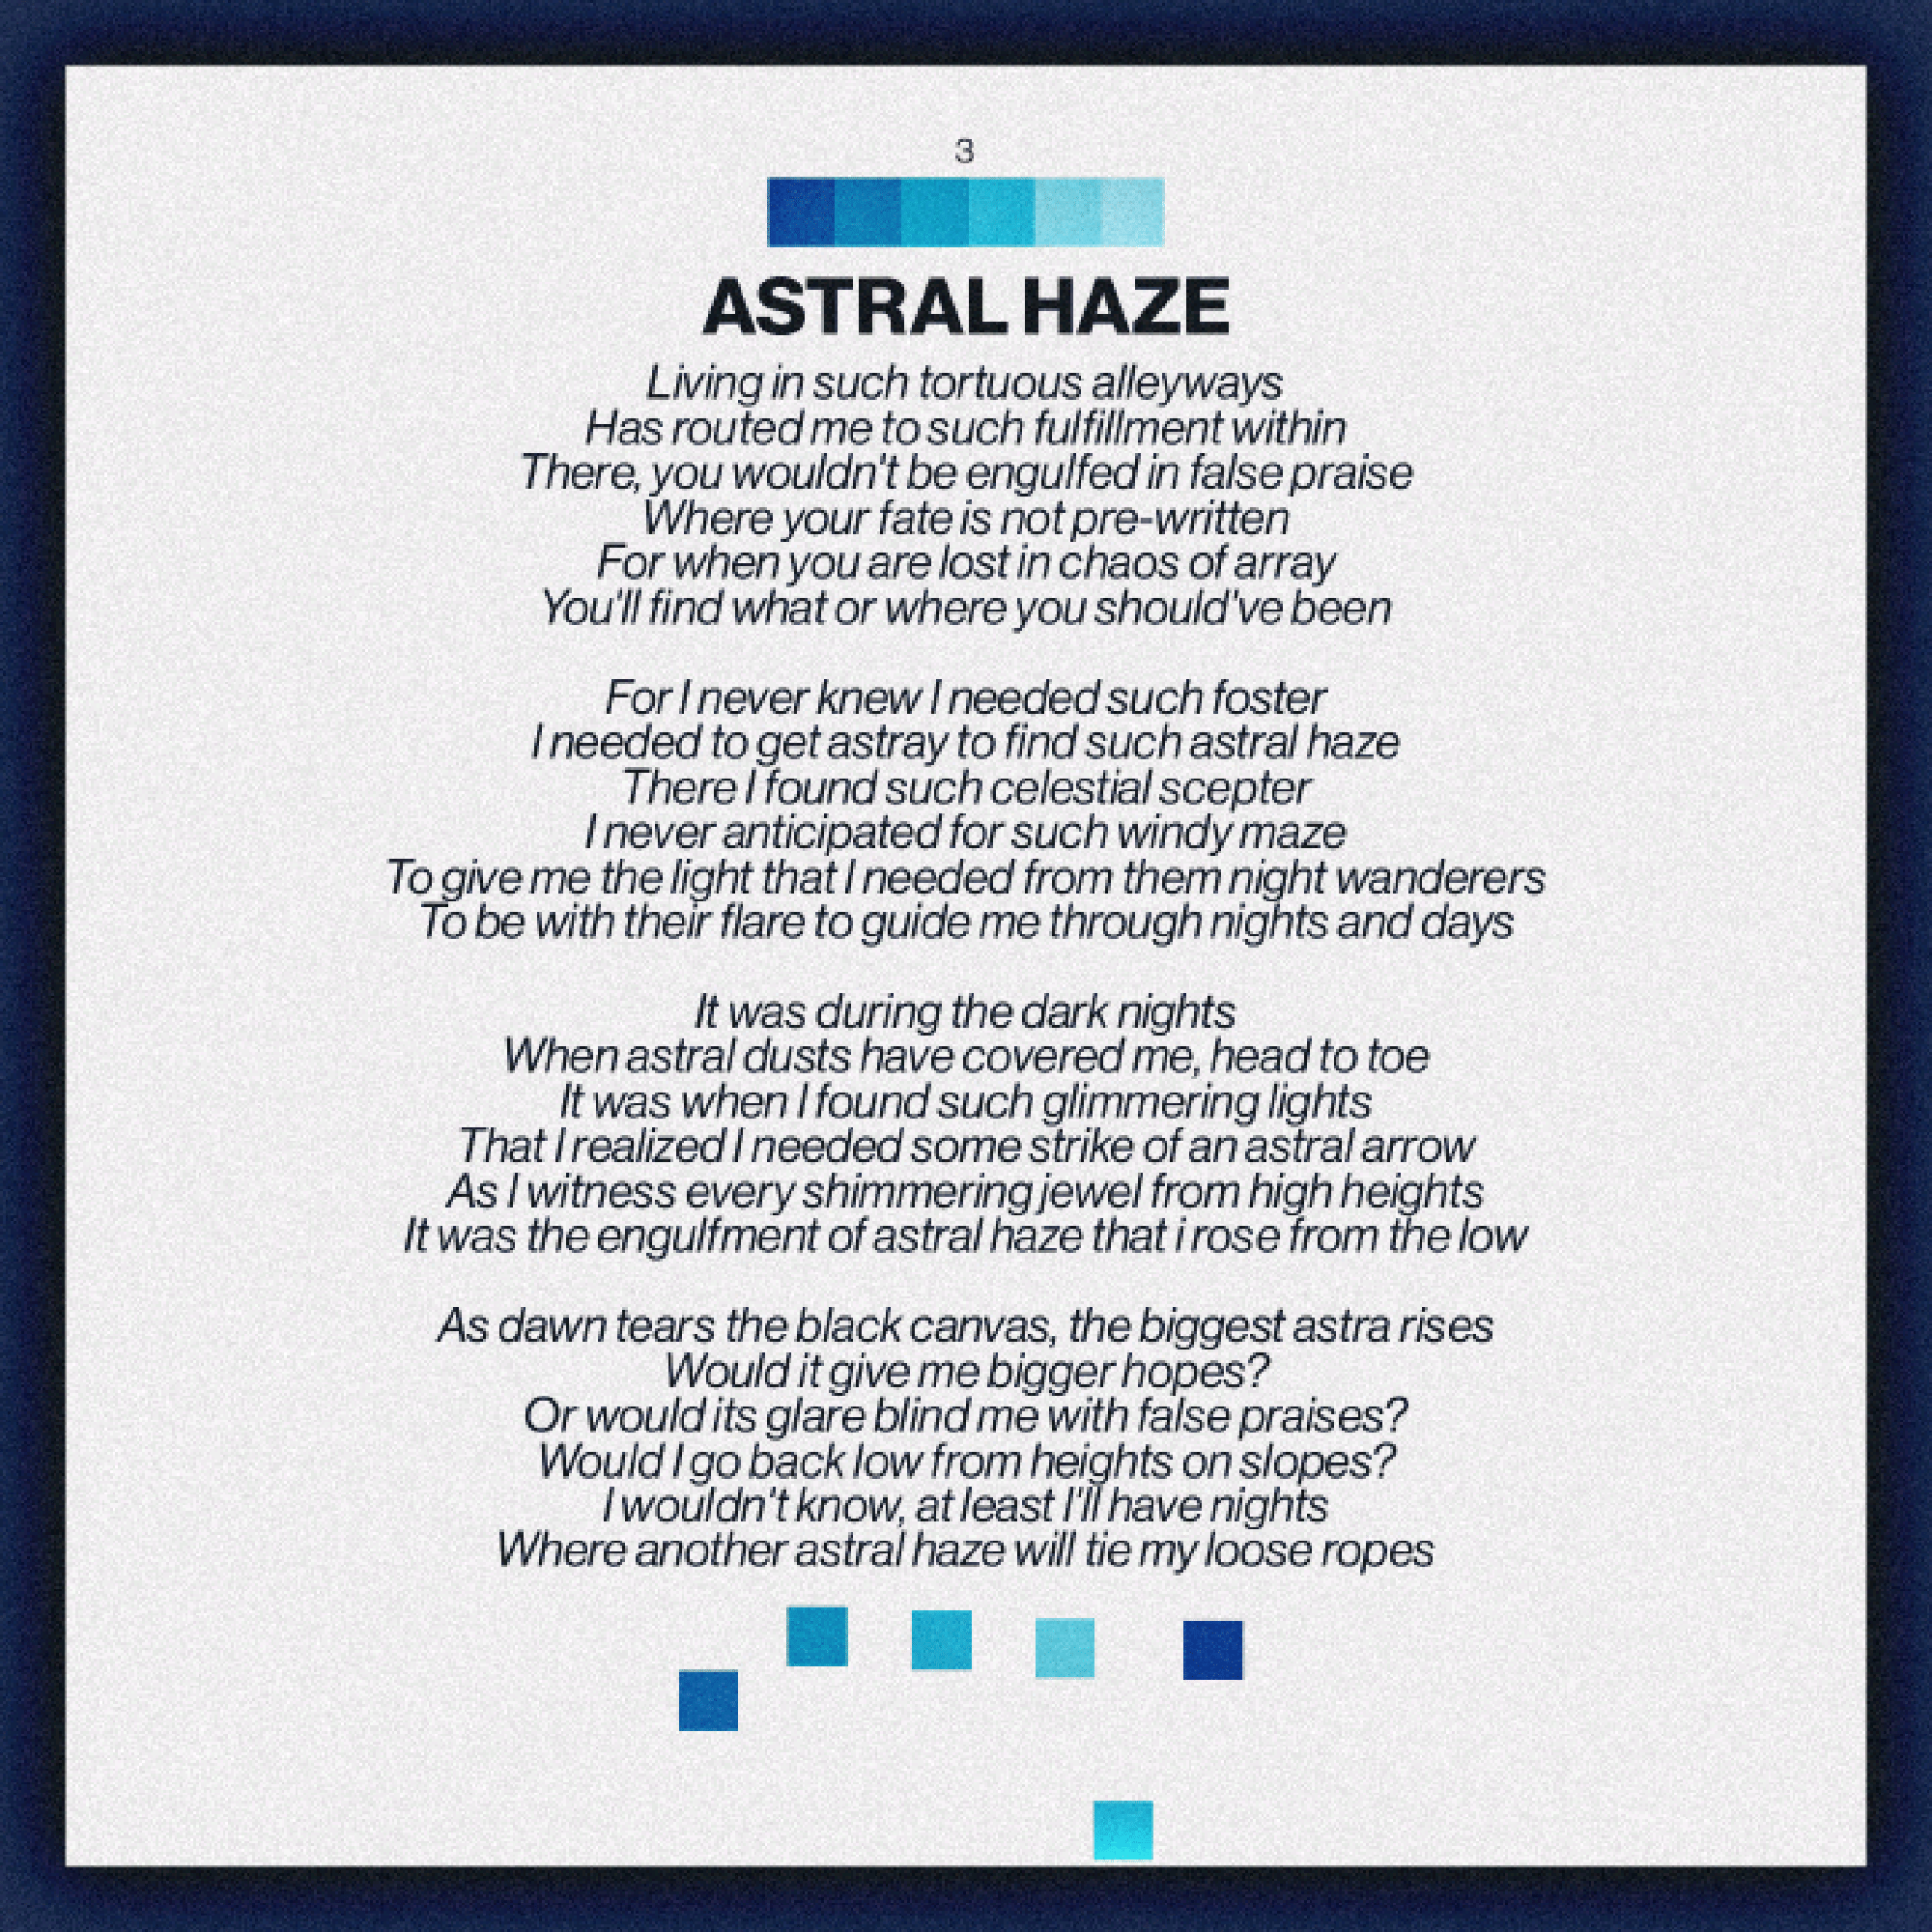 3
ASTRAL HAZE
Living in such tortuous alleyways
Has routed me to such fulfillment within
There, you wouldn't be engulfed in false praise
Where your fate is not pre-written
For when you are lost in chaos of array
You'll find what or where you should've been
For I never knew I needed such foster
I needed to get astray to find such astral haze
There I found such celestial scepter
I never anticipated for such windy maze
To give me the light that I needed from them night wanderers
To be with their flare to guide me through nights and days
It was during the dark nights
When astral dusts have covered me, head to toe
It was when I found such glimmering lights
That I realized I needed some strike of an astral arrow
As I witness every shimmering jewel from high heights
It was the engulfment of astral haze that i rose from the low
As dawn tears the black canvas, the biggest astra rises
Would it give me bigger hopes?
Or would its glare blind me with false praises?
Would I go back low from heights on slopes?
I wouldn't know, at least I'll have nights
Where another astral haze will tie my loose ropes